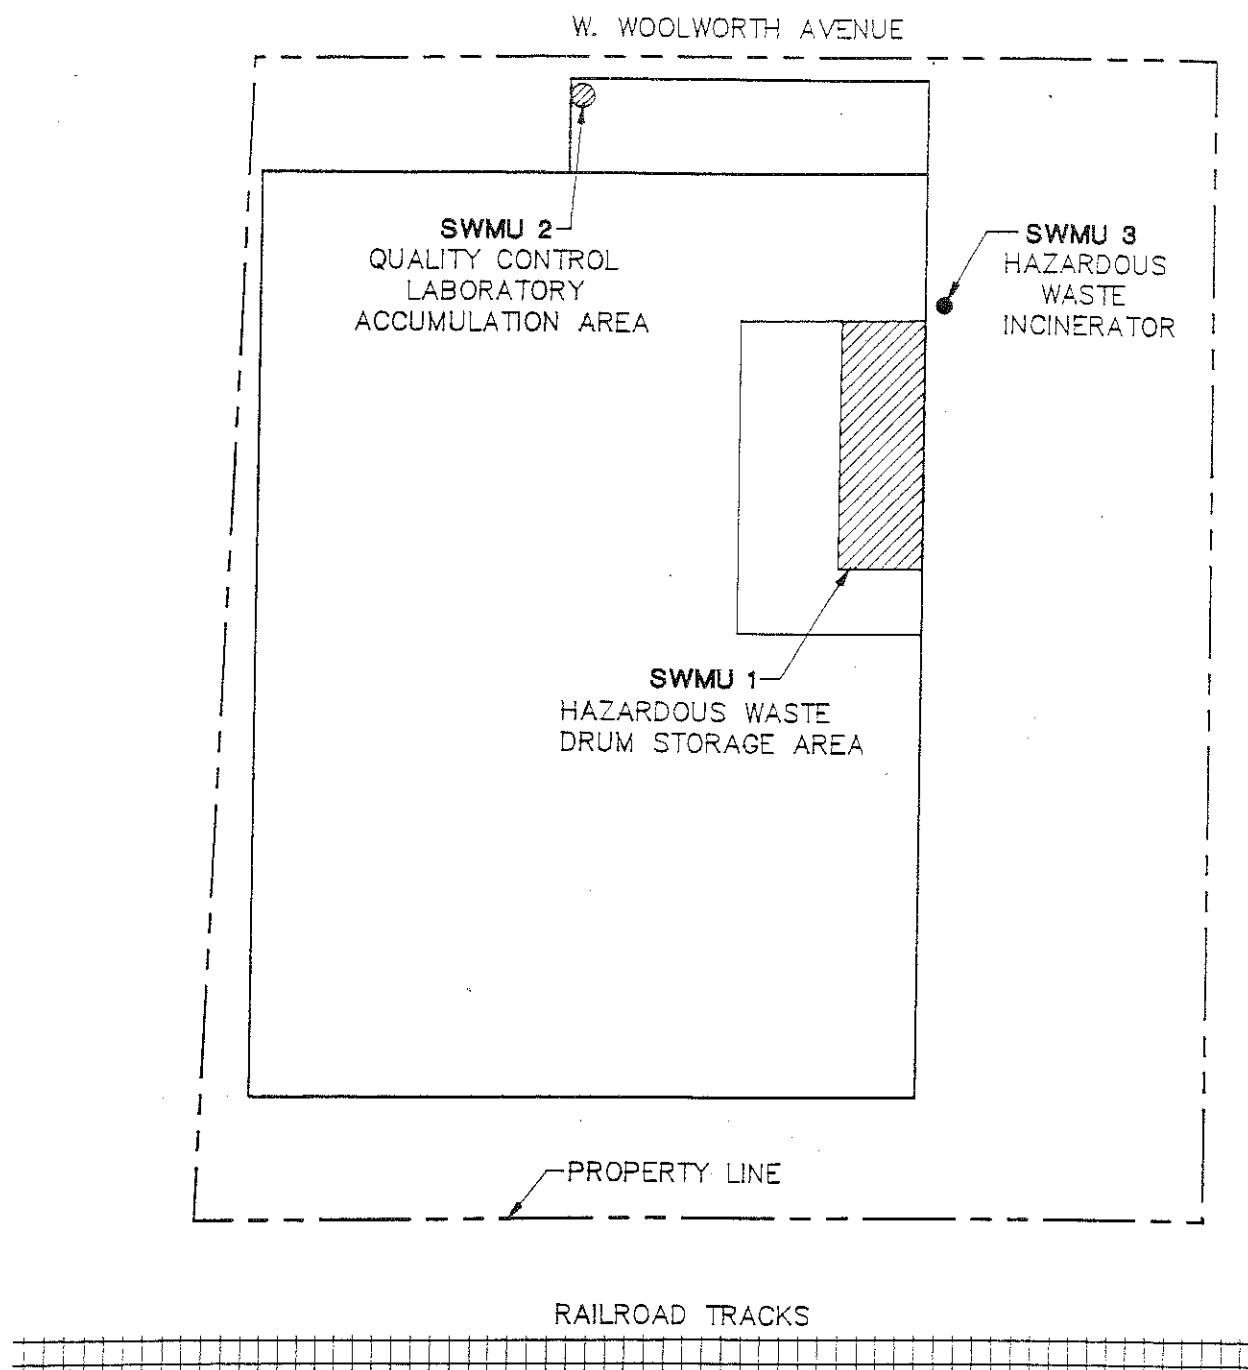 W. WOOLWORTH AVENUE
SWMU 2
QUALITY CONTROL
LABORATORY
ACCUMULATION AREA
SWMU 3
HAZARDOUS
WASTE
INCINERATOR
SWMU 1
HAZARDOUS WASTE
DRUM STORAGE AREA
PROPERTY LINE
RAILROAD TRACKS